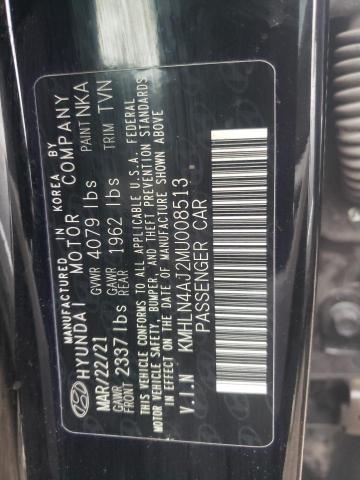 MANUFACTURED IN KOREA BY
HYUNDAI MOTOR COMPANY
MAR/22/21 GVWR 4079 lbs PAINT NKA
GAWR FRONT 2337 lbs GAWR REAR 1962 lbs TRIM TVN
THIS VEHICLE CONFORMS TO ALL APPLICABLE U.S.A. FEDERAL
MOTOR VEHICLE SAFETY, BUMPER, AND THEFT PREVENTION STANDARDS
IN EFFECT ON THE DATE OF MANUFACTURE SHOWN ABOVE
V.I.N KMHLN4AJ2MU008513
PASSENGER CAR